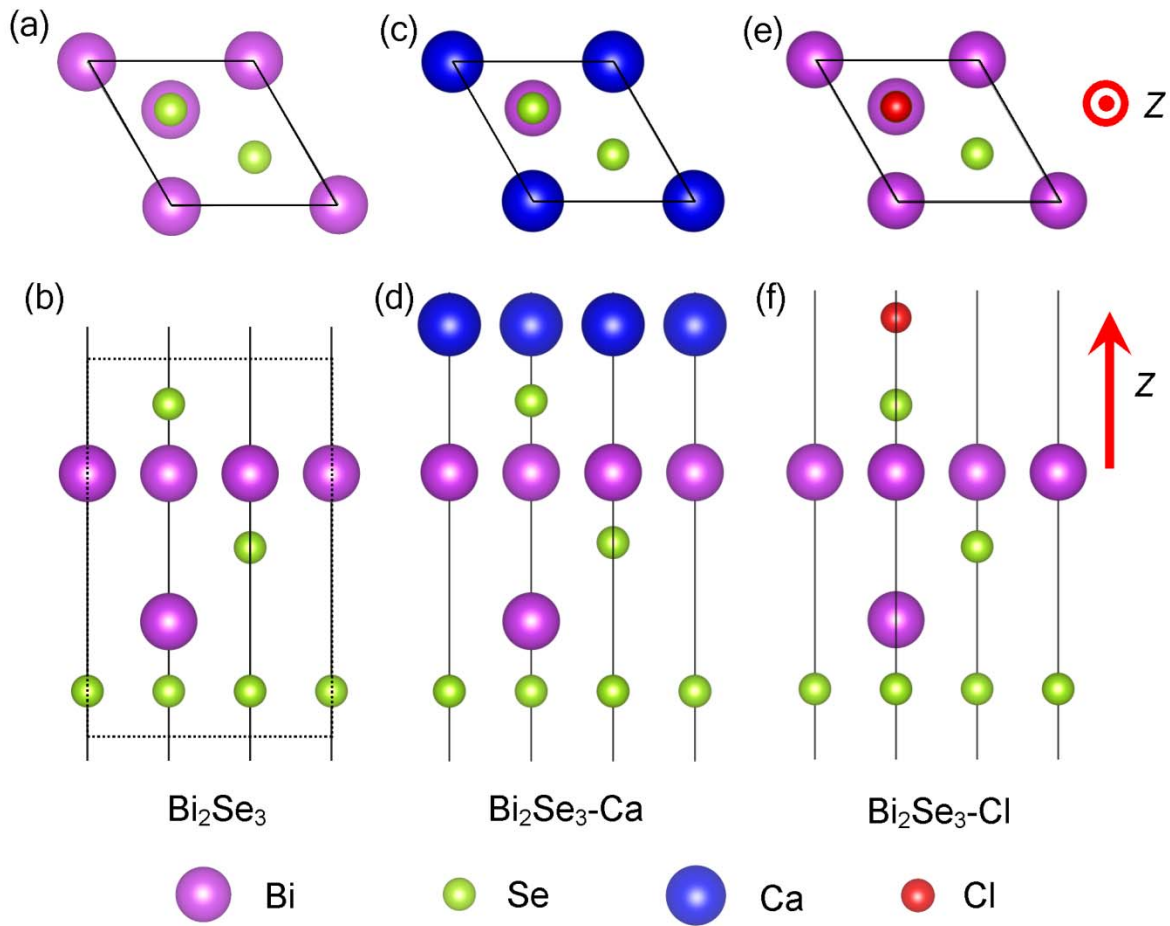 (a)
(c)
(e)
Z
(b)
(d)
(f)
Z
Bi₂Se₃
Bi₂Se₃-Ca
Bi₂Se₃-Cl
Bi
Se
Ca
Cl